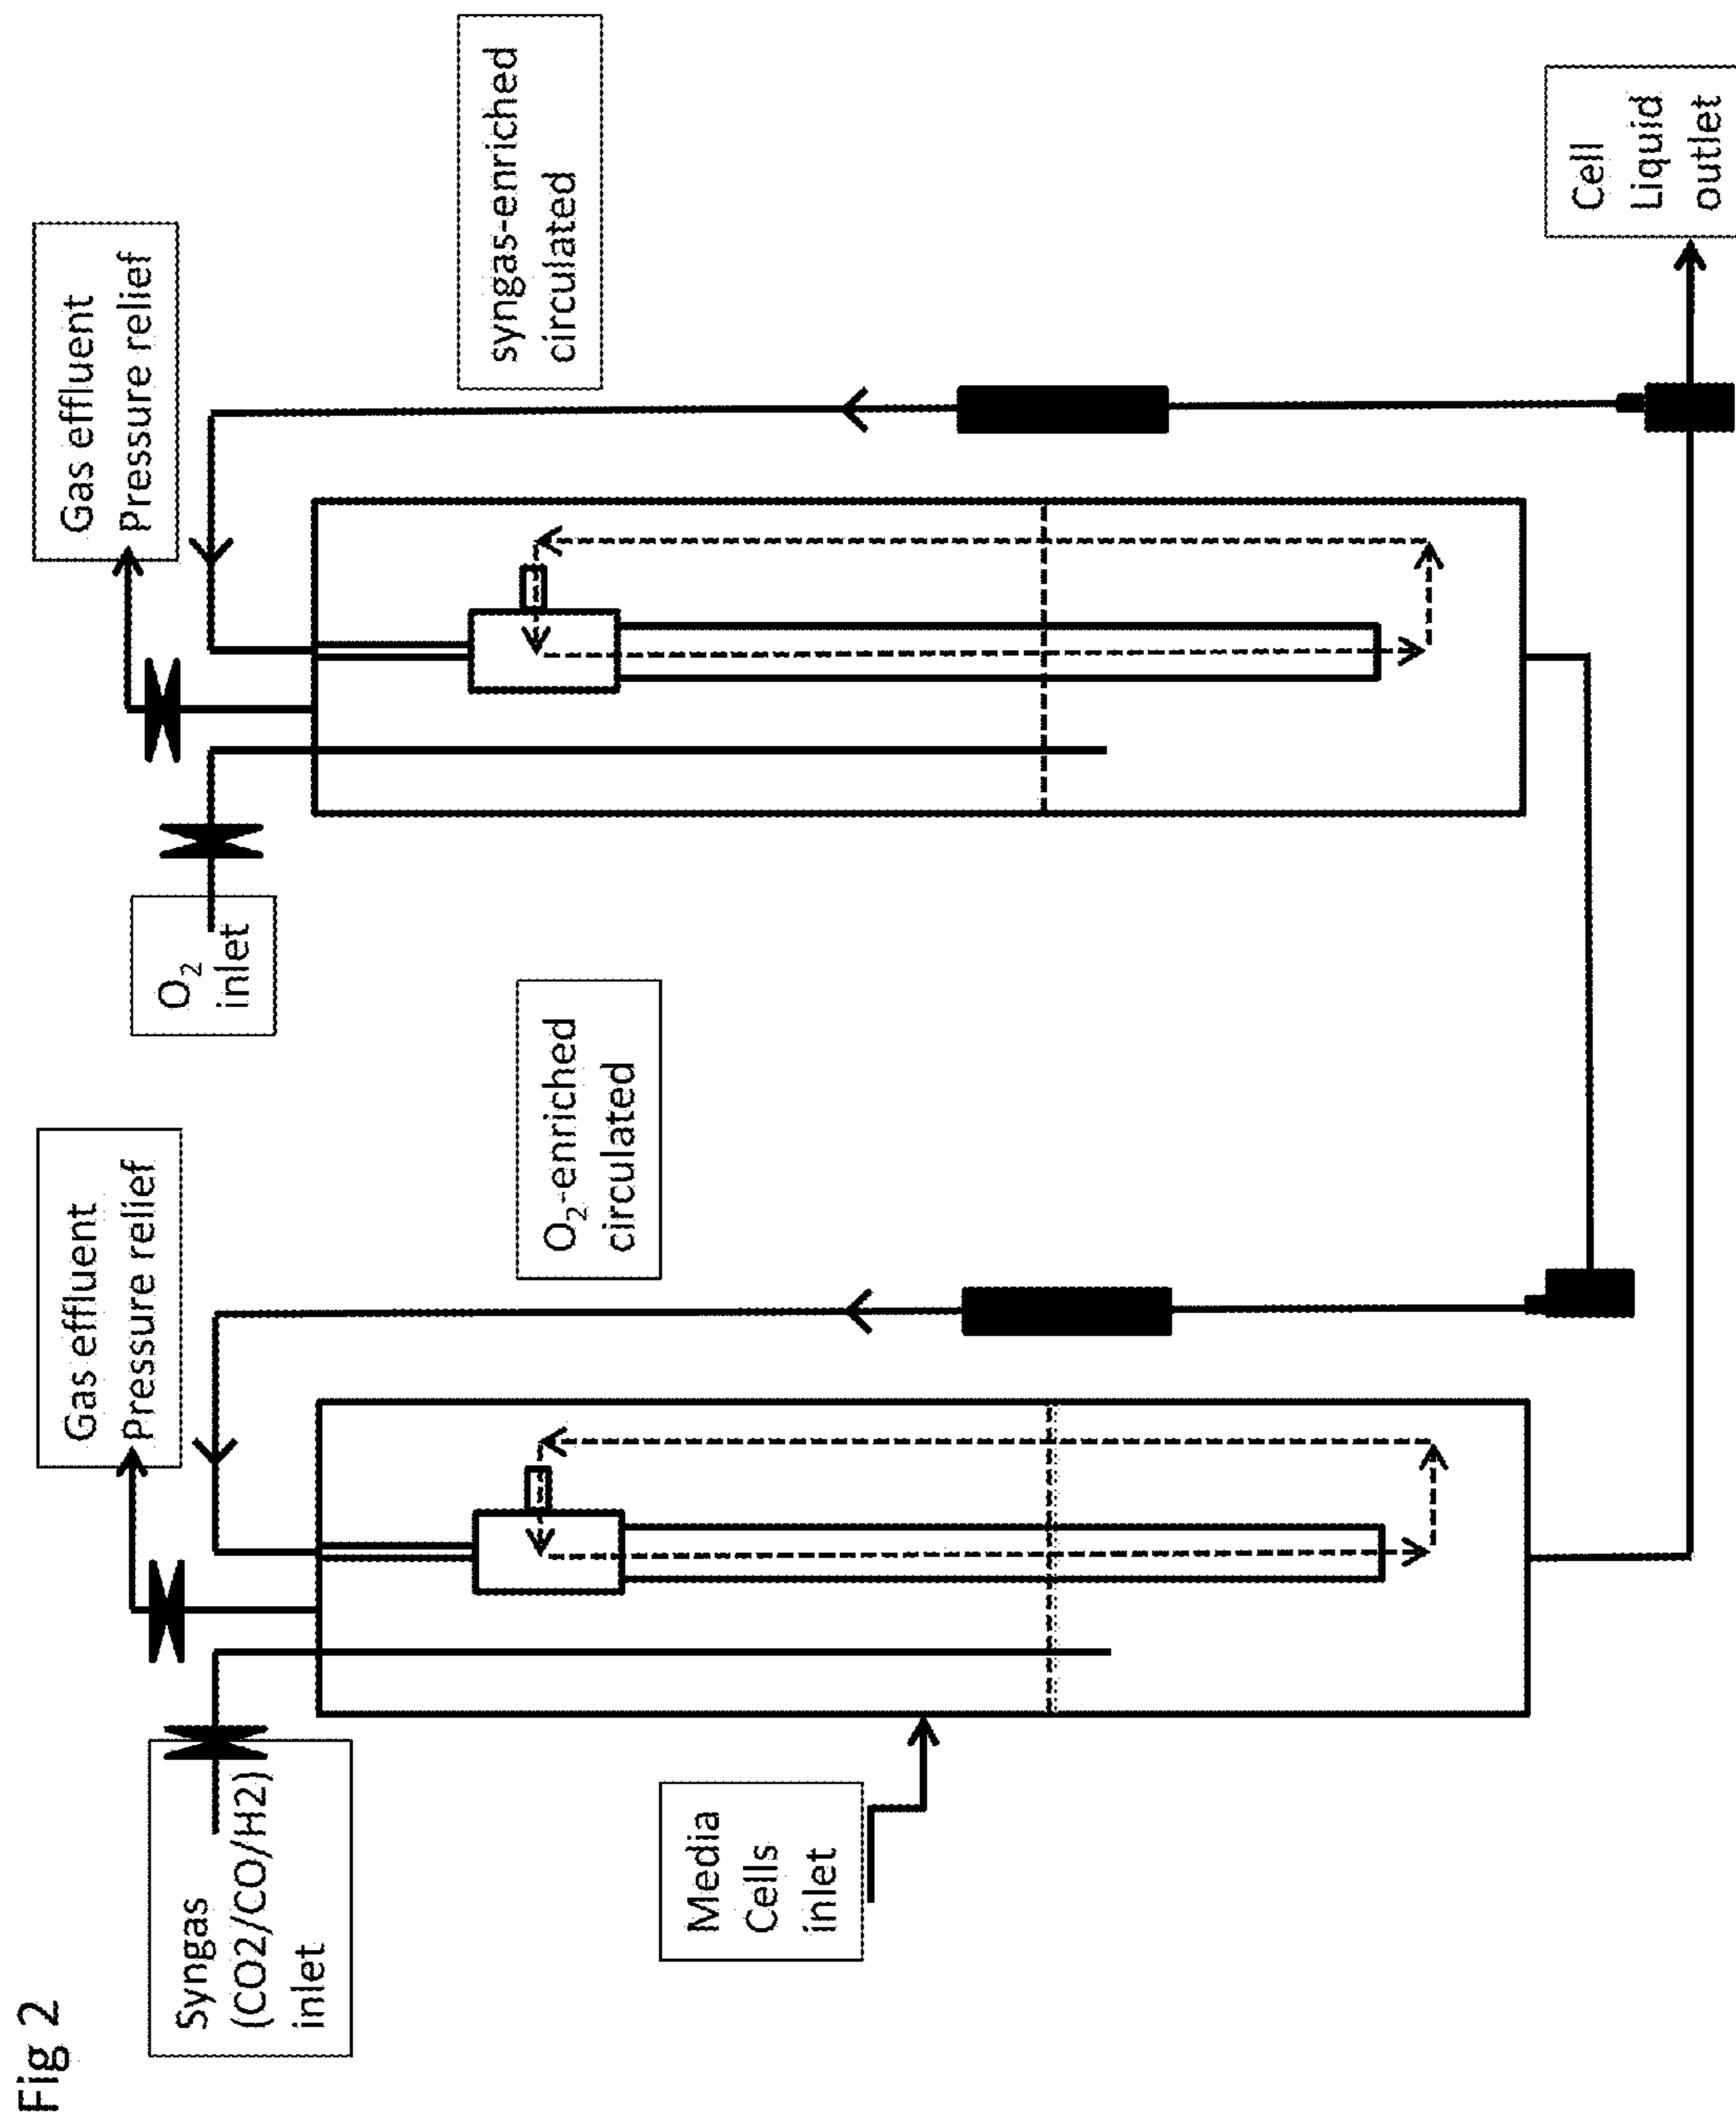 Fig 2
Syngas
(CO2/CO/H2)
inlet
Gas effluent
Pressure relief
O₂
inlet
Gas effluent
Pressure relief
Media
Cells
inlet
O₂-enriched
circulated
syngas-enriched
circulated
Cell
Liquid
outlet